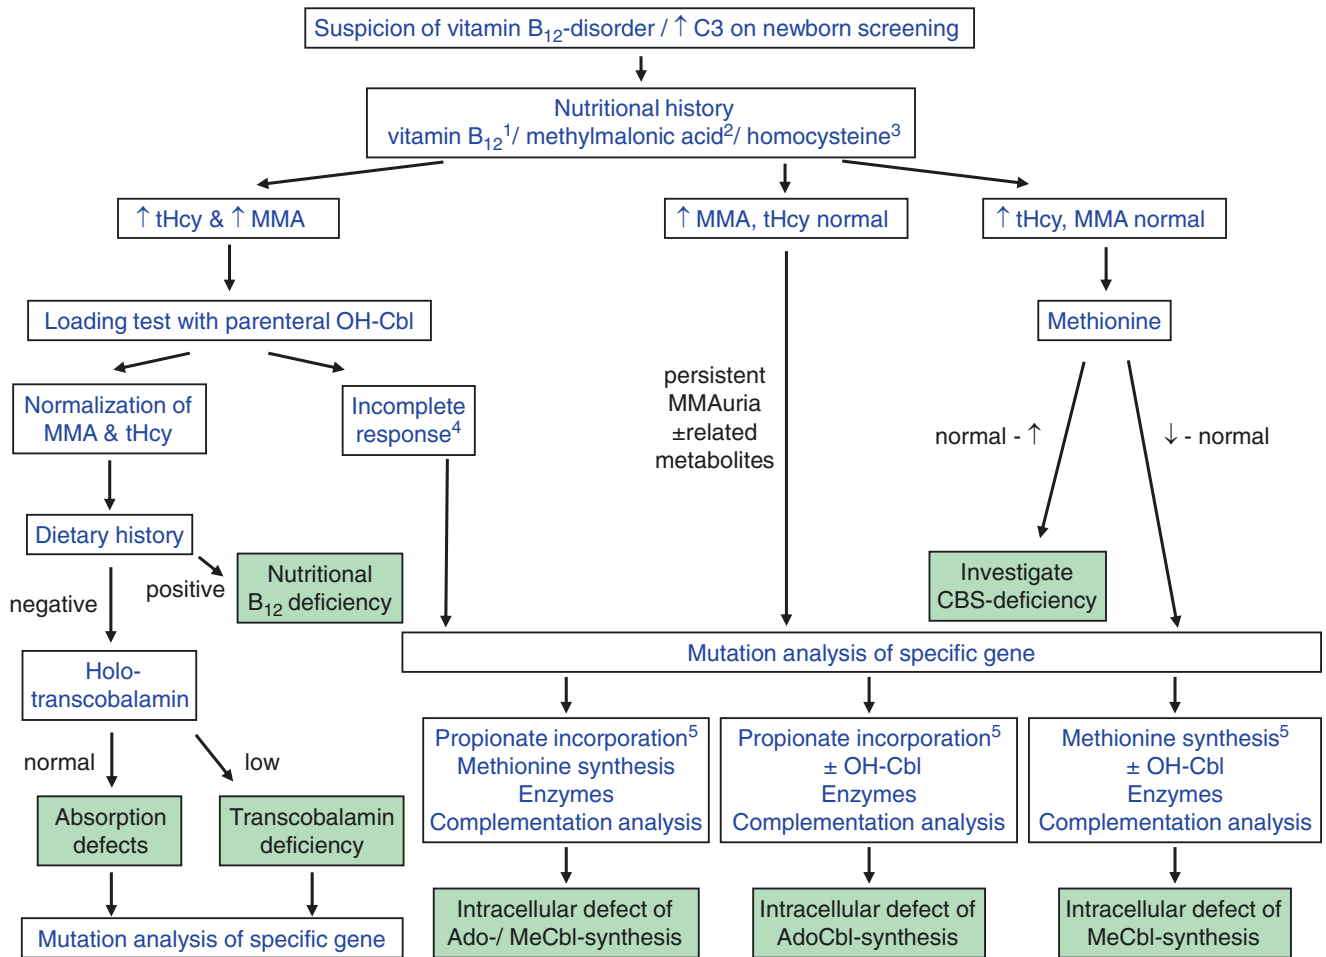 Suspicion of vitamin B₁₂-disorder / ↑ C3 on newborn screening
Nutritional history
vitamin B₁₂¹/ methylmalonic acid²/ homocysteine³
↑ tHcy & ↑ MMA
↑ MMA, tHcy normal
↑ tHcy, MMA normal
Loading test with parenteral OH-Cbl
Methionine
Normalization of
MMA & tHcy
Incomplete
response⁴
persistent
MMAuria
±related
metabolites
normal - ↑
↓ - normal
Dietary history
positive
negative
Nutritional
B₁₂ deficiency
Investigate
CBS-deficiency
Mutation analysis of specific gene
Holo-
transcobalamin
normal
low
Absorption
defects
Transcobalamin
deficiency
Mutation analysis of specific gene
Propionate incorporation⁵
Methionine synthesis
Enzymes
Complementation analysis
Propionate incorporation⁵
± OH-Cbl
Enzymes
Complementation analysis
Methionine synthesis⁵
± OH-Cbl
Enzymes
Complementation analysis
Intracellular defect of
Ado-/ MeCbl-synthesis
Intracellular defect of
AdoCbl-synthesis
Intracellular defect of
MeCbl-synthesis